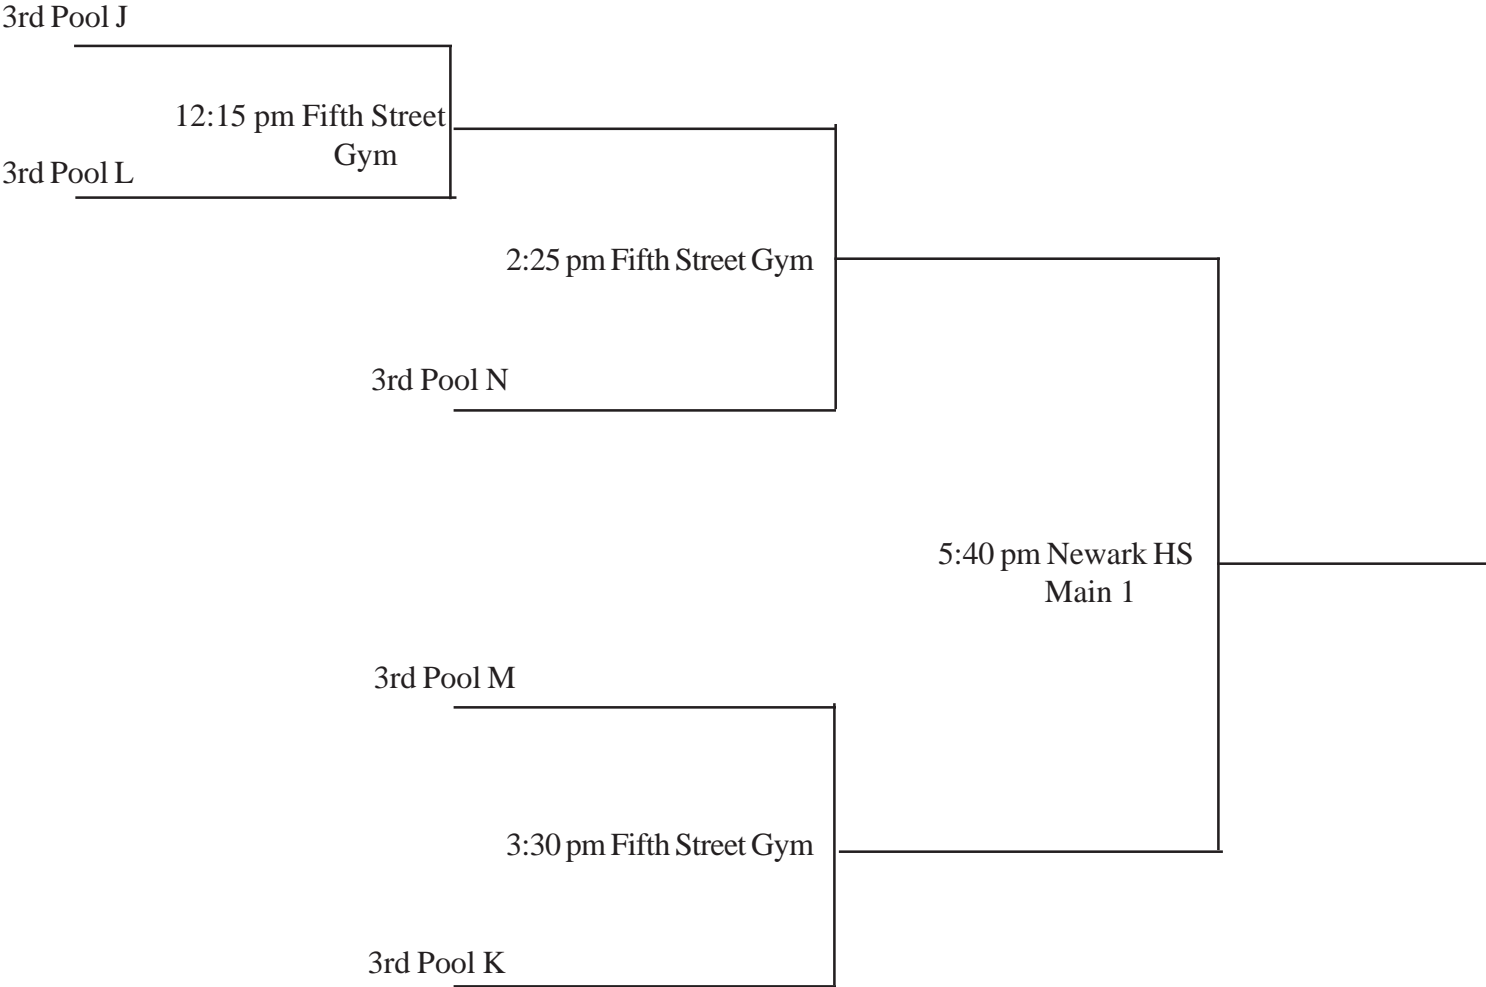 3rd Pool J
12:15 pm Fifth Street
Gym
3rd Pool L
2:25 pm Fifth Street Gym
3rd Pool N
5:40 pm Newark HS
Main 1
3rd Pool M
3:30 pm Fifth Street Gym
3rd Pool K